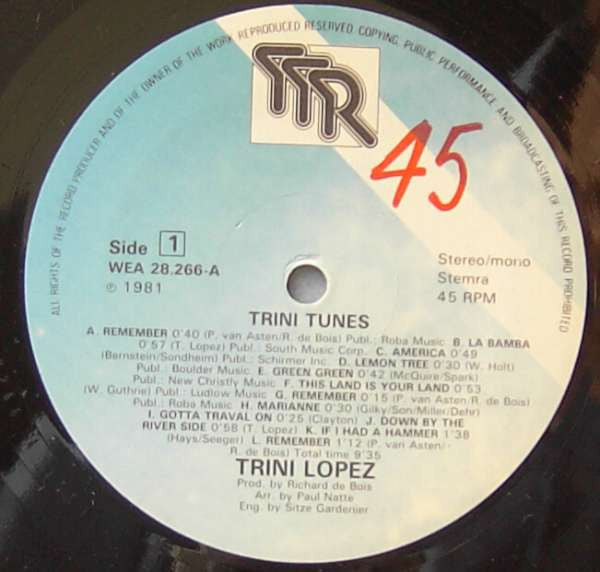 ALL RIGHTS OF THE RECORD PRODUCER AND OF THE OWNER OF THE WORK REPRODUCED RESERVED. COPYING, PUBLIC PERFORMANCE AND BROADCASTING OF THIS RECORD PROHIBITED
TTR
45
Side 1
WEA 28.266-A
℗ 1981
Stereo/mono
Stemra
45 RPM
TRINI TUNES
A. REMEMBER 0'40 (P. van Asten/R. de Bois) Publ.: Roba Music B. LA BAMBA
0'57 (T. Lopez) Publ.: South Music Corp. C. AMERICA 0'49
(Bernstein/Sondheim) Publ.: Schirmer Inc. D. LEMON TREE 0'30 (W. Holt)
Publ.: Boulder Music E. GREEN GREEN 0'42 (McGuire/Spark)
Publ.: New Christly Music F. THIS LAND IS YOUR LAND 0'53
(W. Guthrie) Publ.: Ludlow Music G. REMEMBER 0'15 (P. van Asten/R. de Bois)
Publ.: Roba Music H. MARIANNE 0'30 (Gilky/Son/Miller/Dehr)
I. GOTTA TRAVAL ON 0'25 (Clayton) J. DOWN BY THE
RIVER SIDE 0'58 (T. Lopez) K. IF I HAD A HAMMER 1'38
(Hays/Seeger) L. REMEMBER 1'12 (P. van Asten/
R. de Bois) Total time 9'35
TRINI LOPEZ
Prod. by Richard de Bois
Arr. by Paul Natte
Eng. by Sitze Gardenier